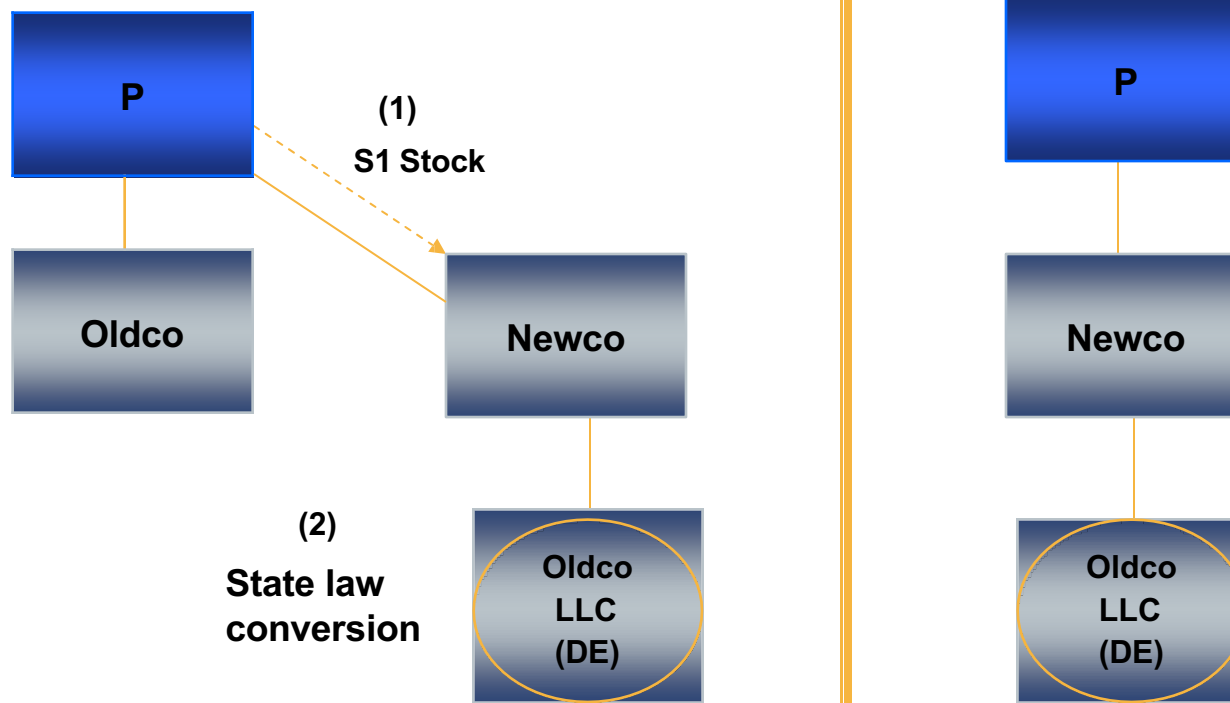 P
(1)
S1 Stock
Oldco
Newco
(2)
State law
conversion
Oldco
LLC
(DE)
P
Newco
Oldco
LLC
(DE)